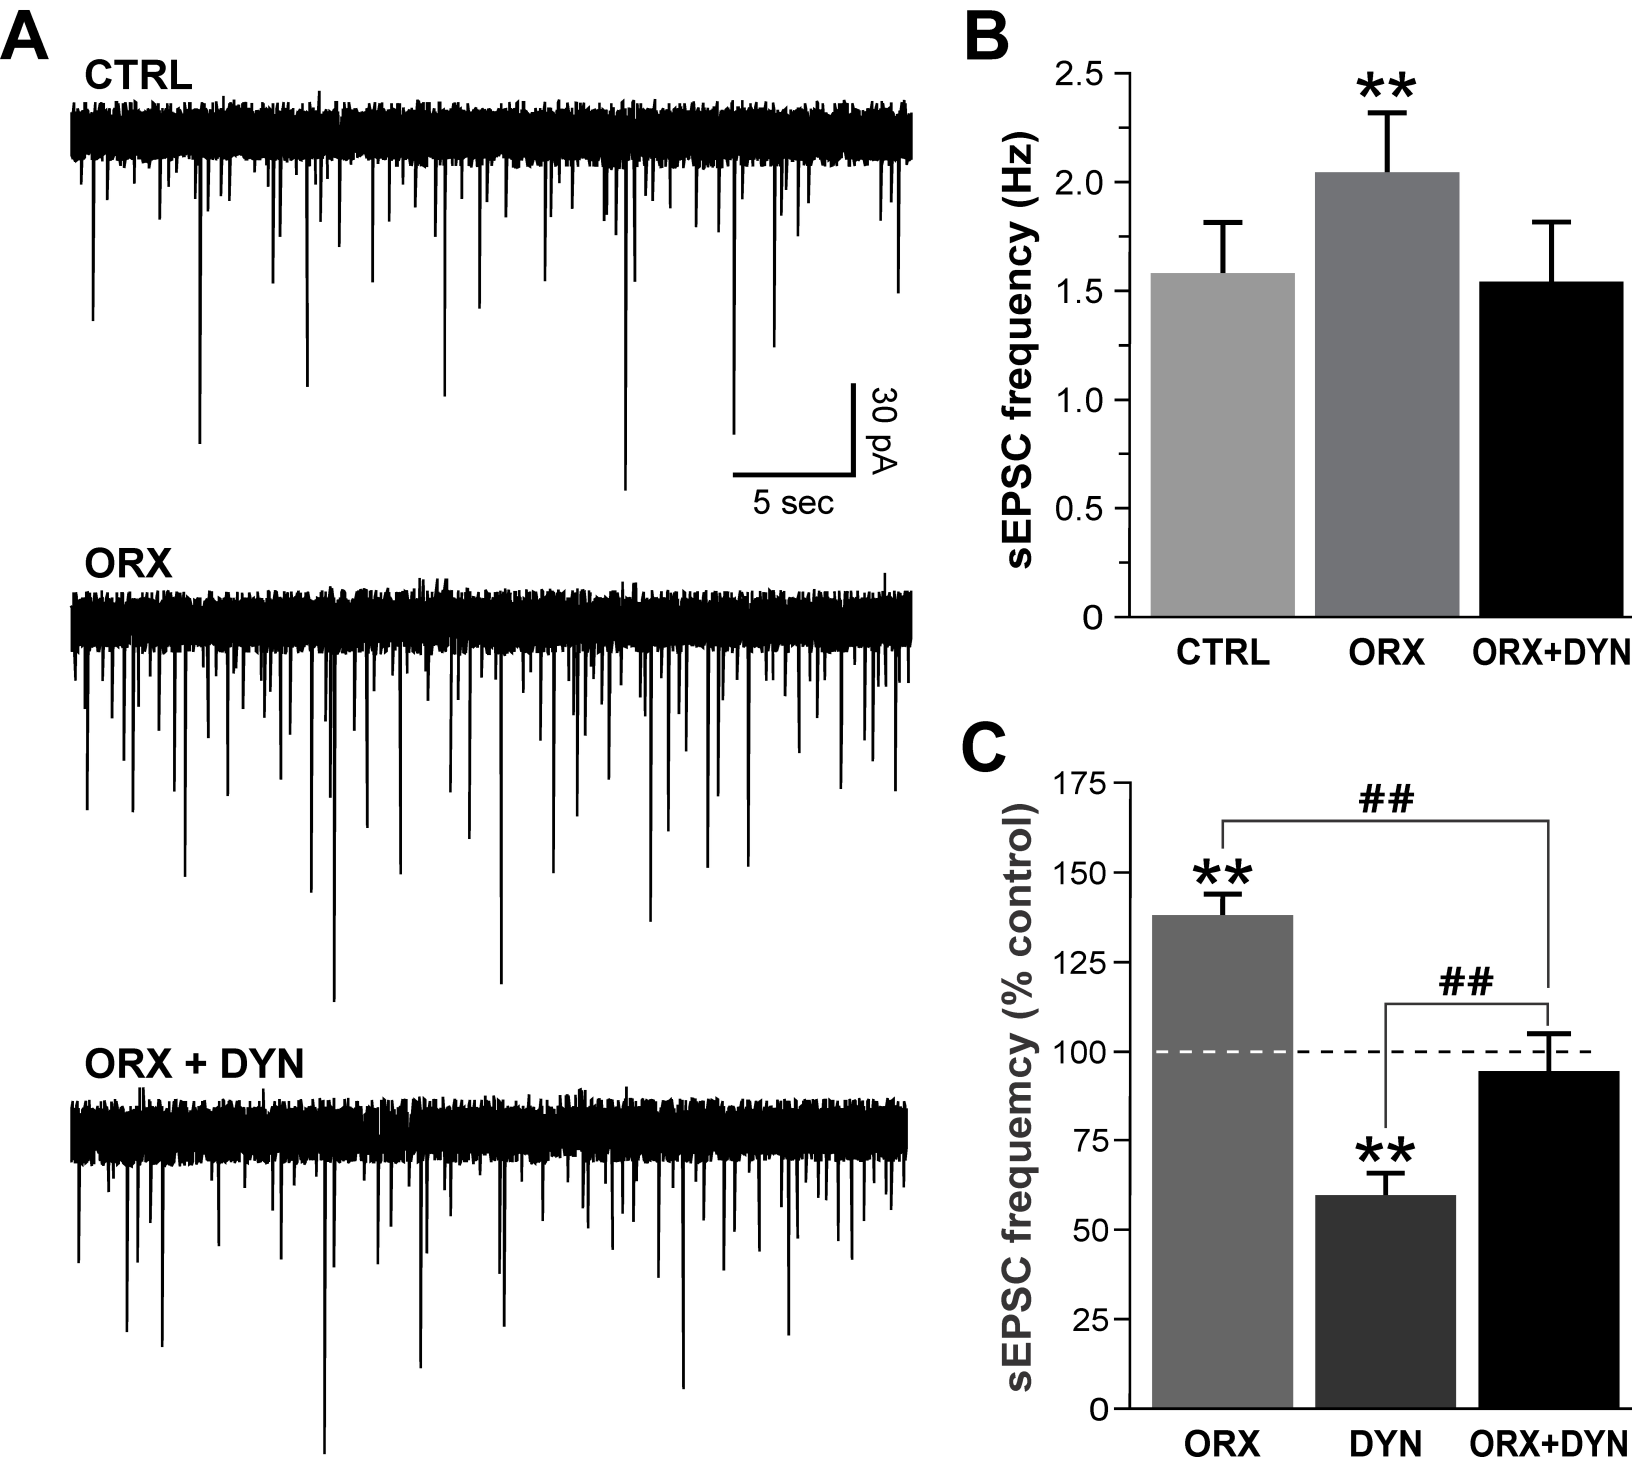 A
CTRL
30 pA
5 sec
ORX
ORX + DYN
B
sEPSC frequency (Hz)
2.5
2.0
1.5
1.0
0.5
0
**
CTRL
ORX
ORX+DYN
C
sEPSC frequemcy (% control)
175
150
125
100
75
50
25
0
##
**
##
**
ORX
DYN
ORX+DYN